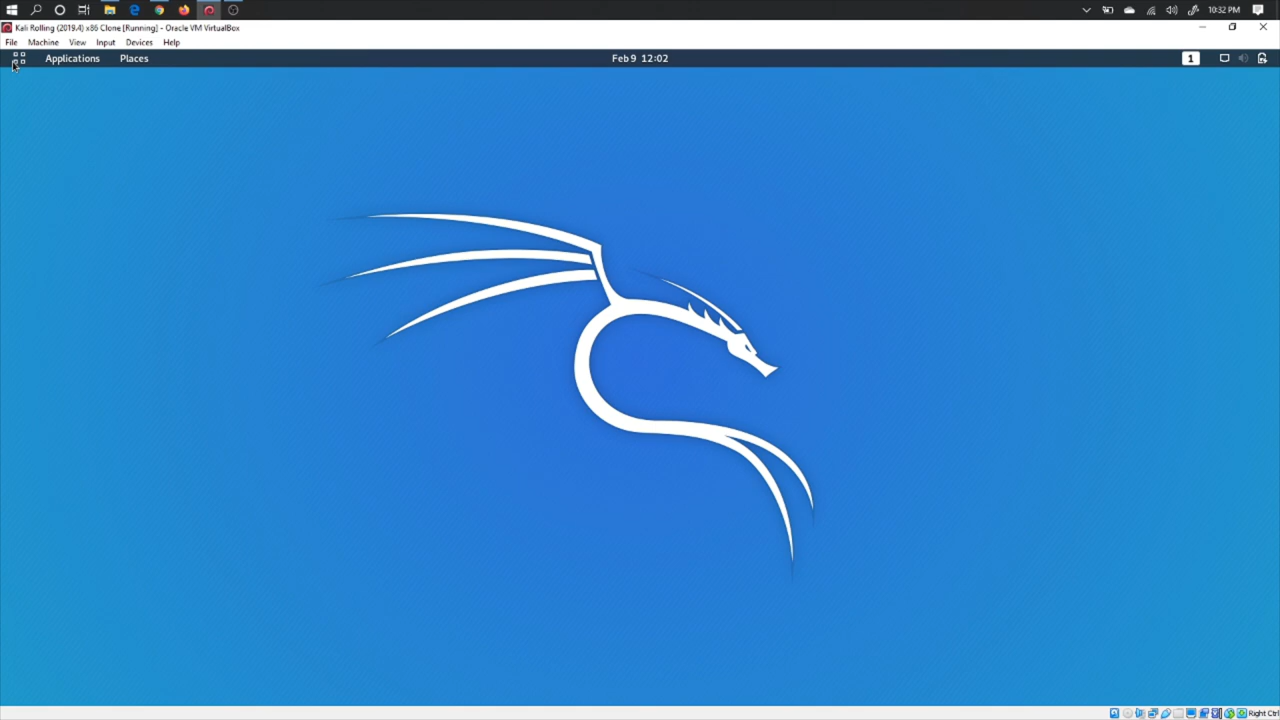 10:32 PM
Kali Rolling (2019.4) x86 Clone [Running] - Oracle VM VirtualBox
File Machine View Input Devices Help
Applications Places Feb 9 12:02 1
Right Ctrl